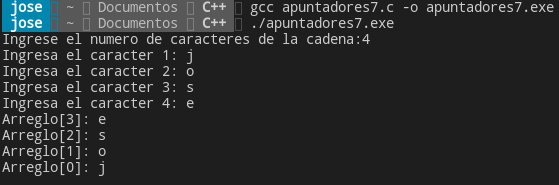 jose ~ Documentos C++ gcc apuntadores7.c -o apuntadores7.exe
jose ~ Documentos C++ ./apuntadores7.exe
Ingrese el numero de caracteres de la cadena:4
Ingresa el caracter 1: j
Ingresa el caracter 2: o
Ingresa el caracter 3: s
Ingresa el caracter 4: e
Arreglo[3]: e
Arreglo[2]: s
Arreglo[1]: o
Arreglo[0]: j